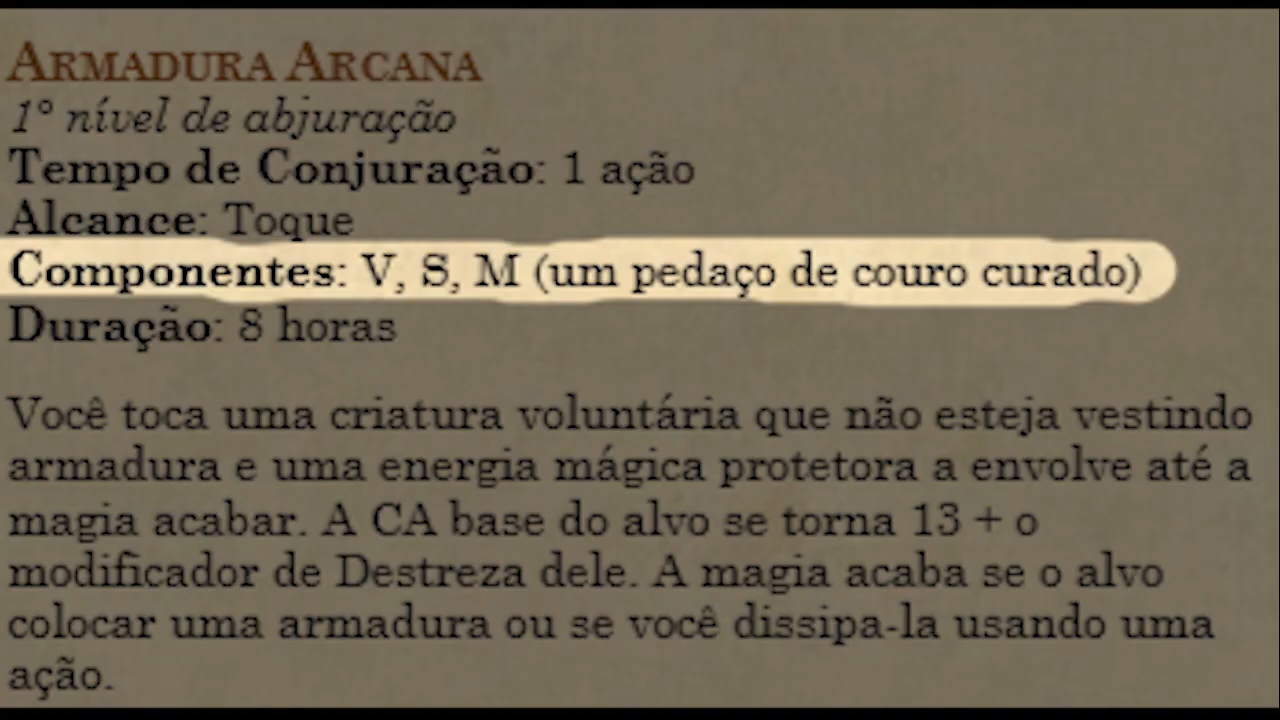 ARMADURA ARCANA
1° nível de abjuração
Tempo de Conjuração: 1 ação
Alcance: Toque
Componentes: V, S, M (um pedaço de couro curado)
Duração: 8 horas
Você toca uma criatura voluntária que não esteja vestindo
armadura e uma energia mágica protetora a envolve até a
magia acabar. A CA base do alvo se torna 13 + o
modificador de Destreza dele. A magia acaba se o alvo
colocar uma armadura ou se você dissipa-la usando uma
ação.